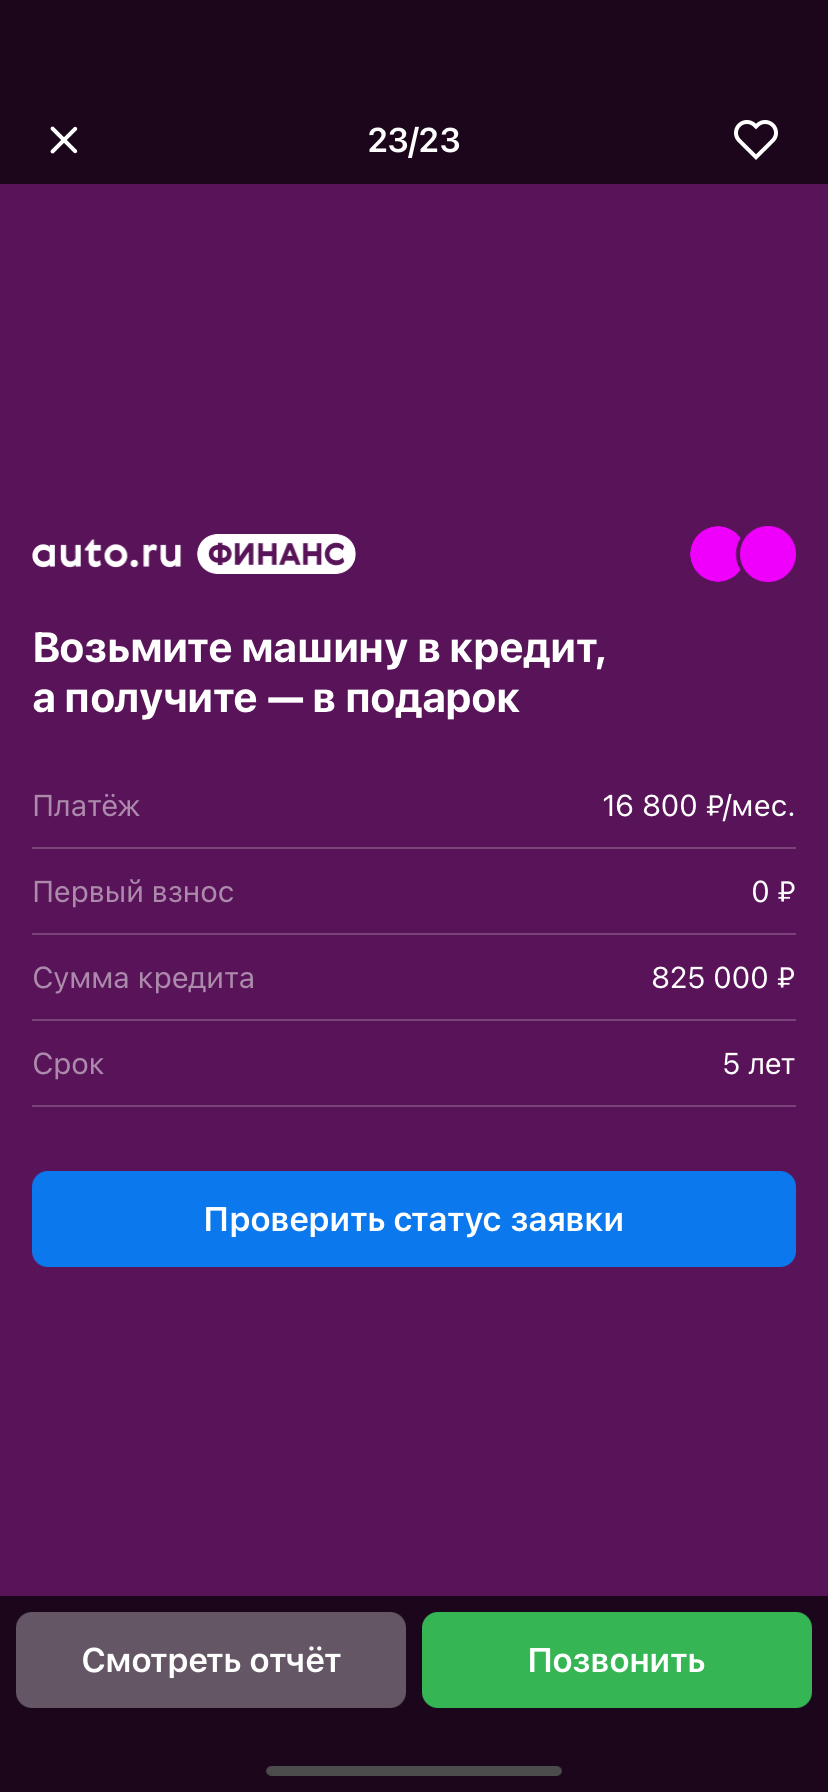 23/23
auto.ru ФИНАНС
Возьмите машину в кредит,
а получите — в подарок
Платёж 16 800 ₽/мес.
Первый взнос 0 ₽
Сумма кредита 825 000 ₽
Срок 5 лет
Проверить статус заявки
Смотреть отчёт Позвонить